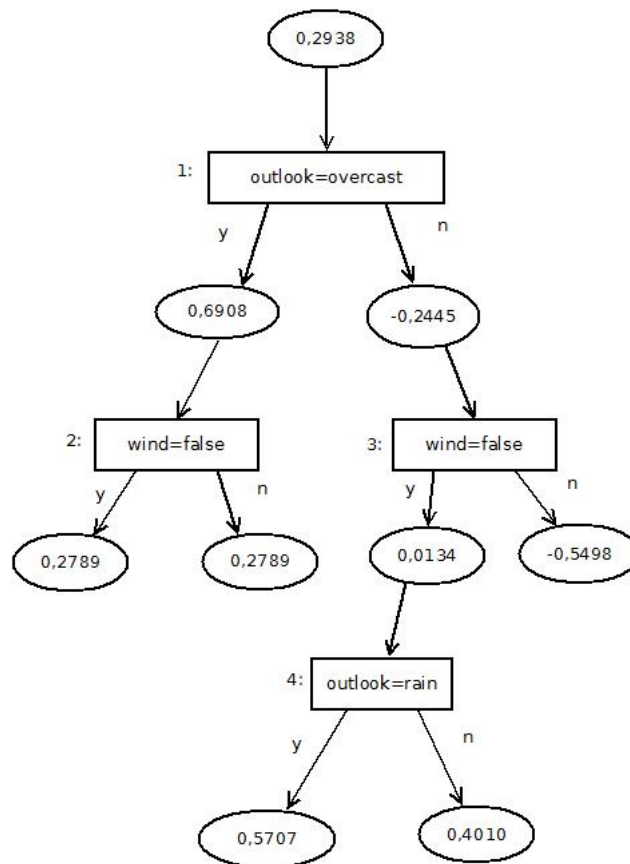 0,2938
1:
outlook=overcast
y
n
0,6908
-0,2445
2:
wind=false
3:
wind=false
y
n
y
n
0,2789
0,2789
0,0134
-0,5498
4:
outlook=rain
y
n
0,5707
0,4010